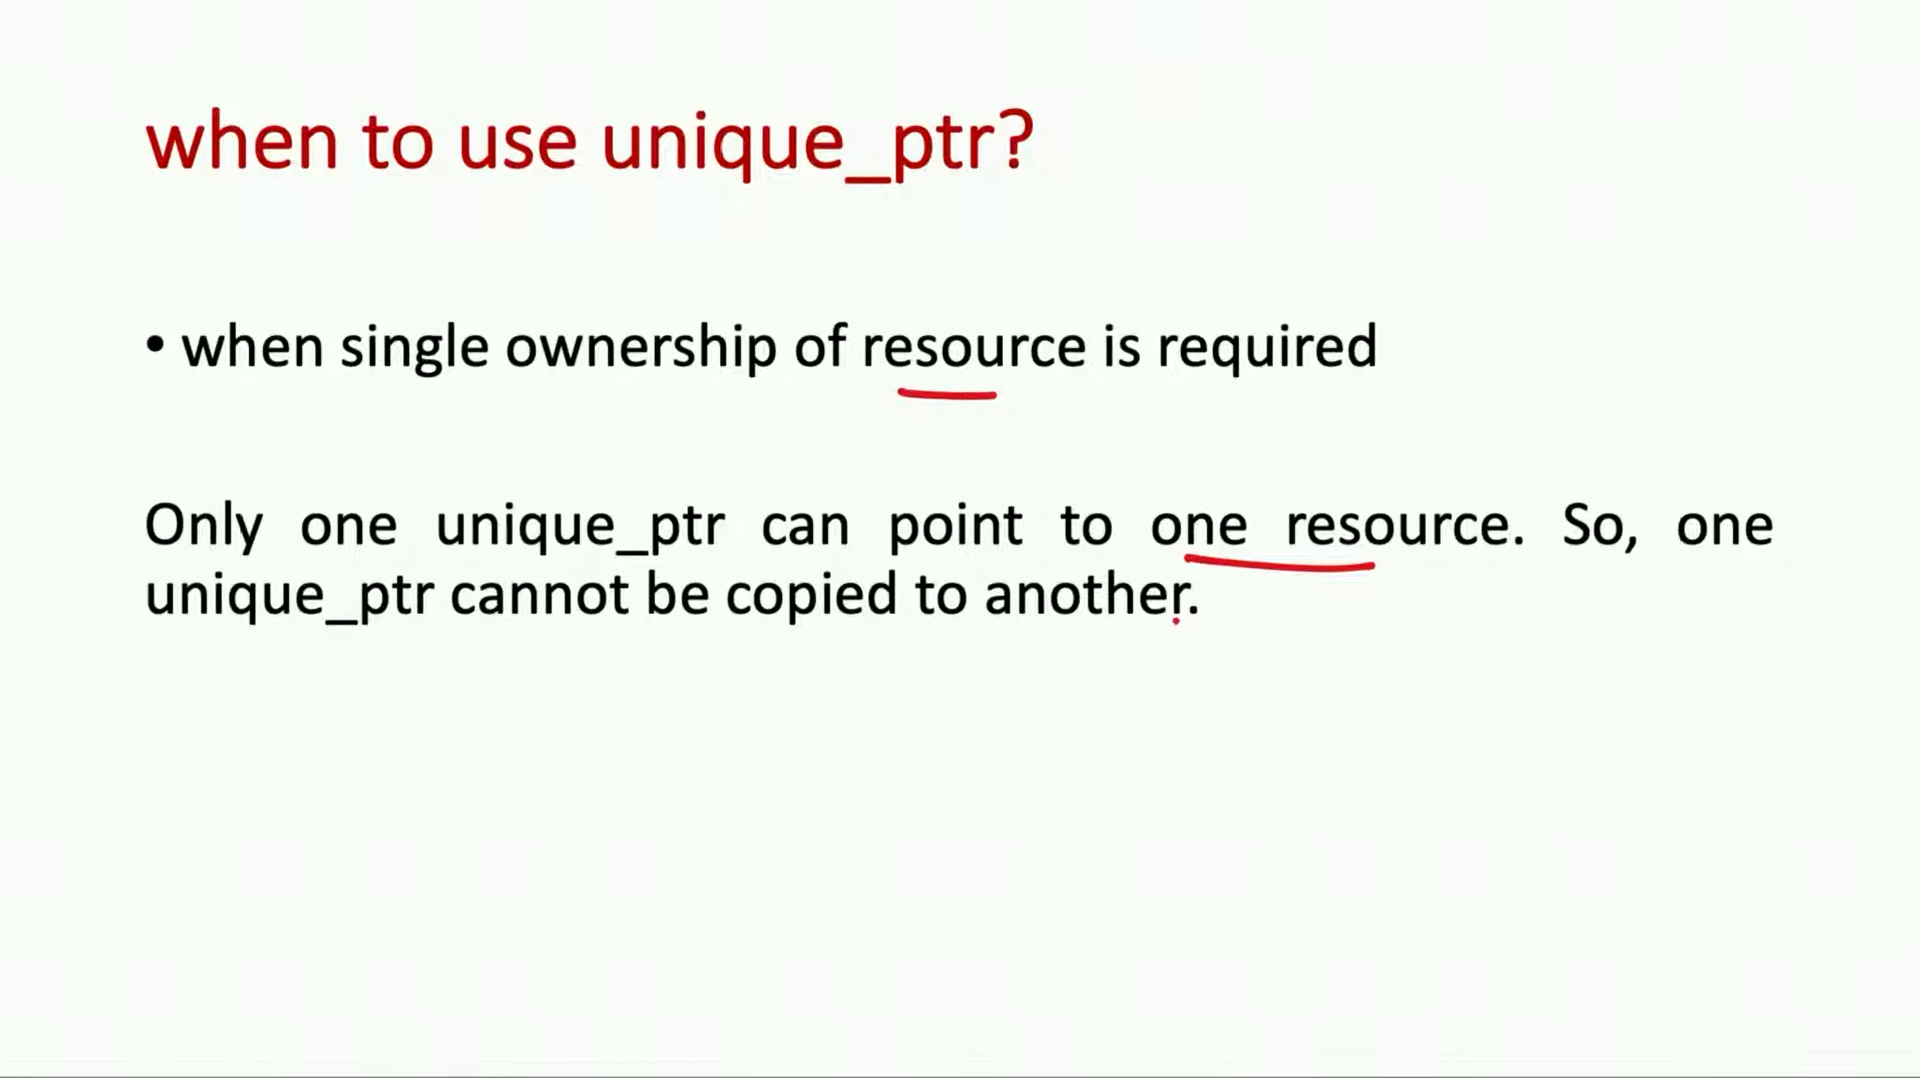 when to use unique_ptr?
• when single ownership of resource is required
Only one unique_ptr can point to one resource. So, one
unique_ptr cannot be copied to another.